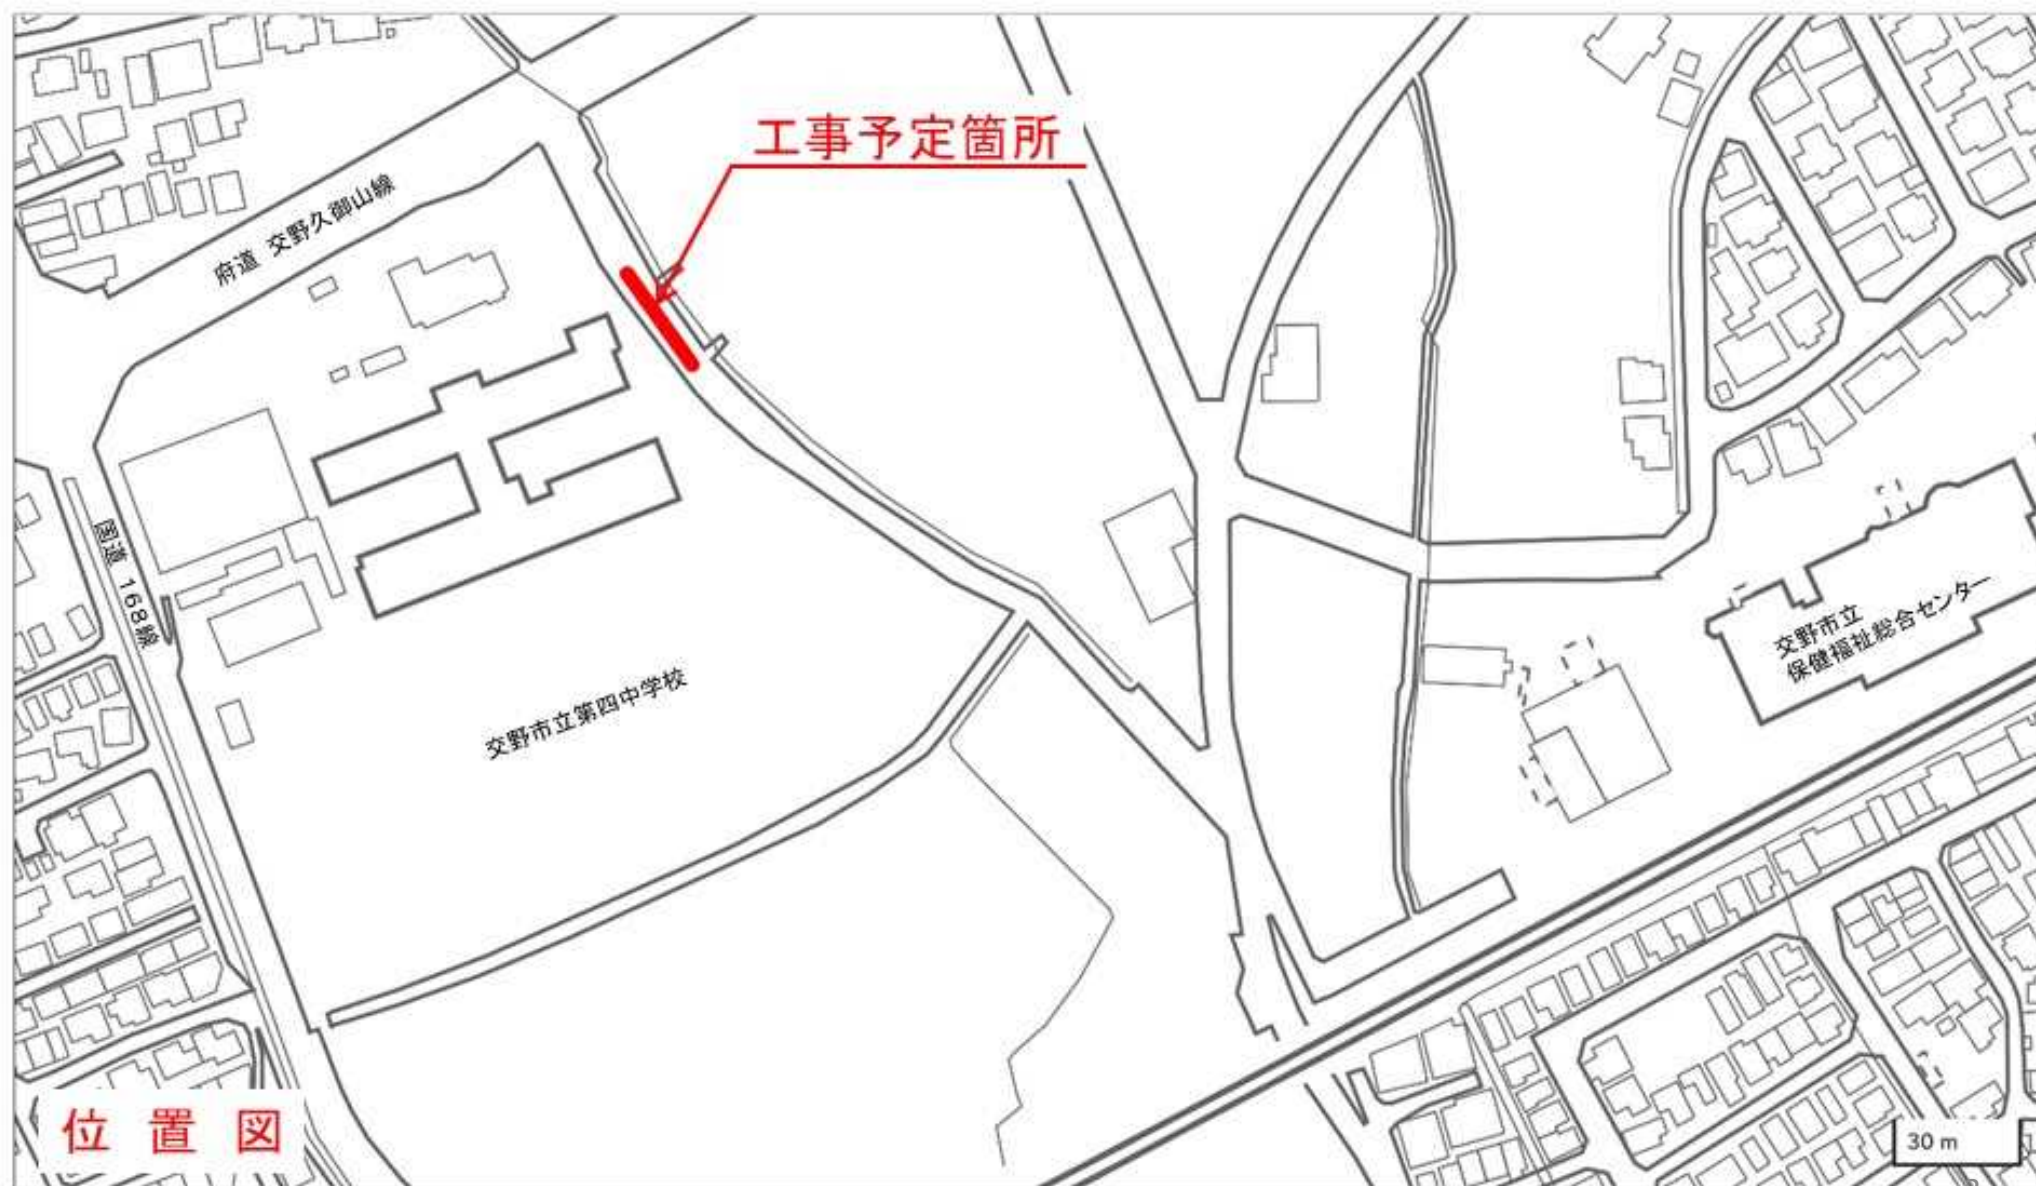 工事予定箇所
府道 交野久御山線
国道 168線
交野市立第四中学校
交野市立
保健福祉総合センター
位置図
30 m